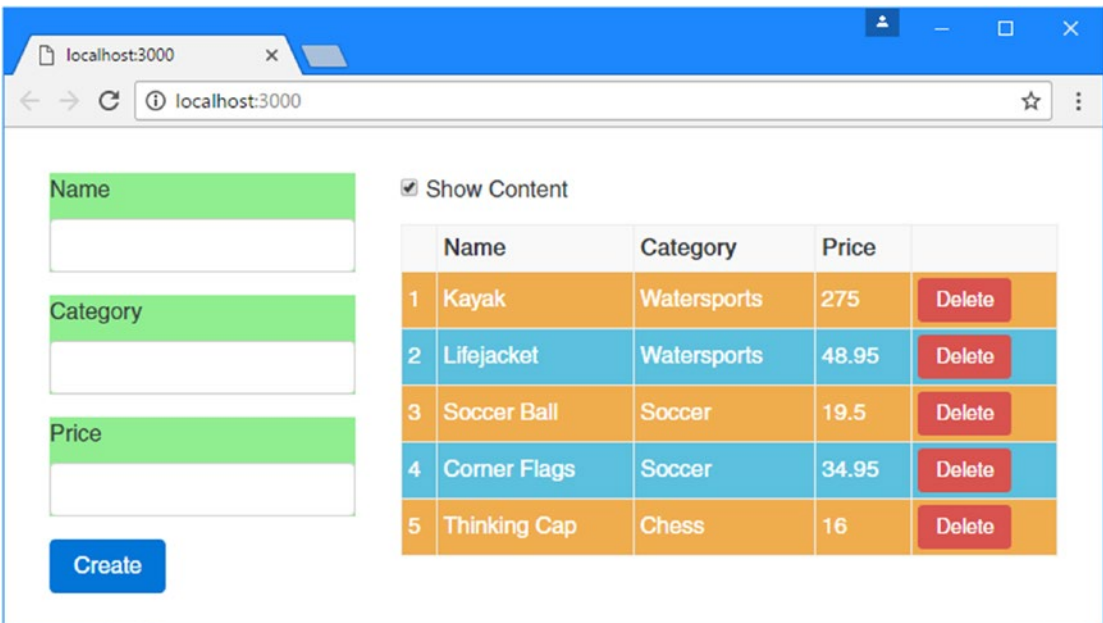 localhost:3000
localhost:3000
Name
Category
Price
Create
Show Content
Name Category Price
1 Kayak Watersports 275 Delete
2 Lifejacket Watersports 48.95 Delete
3 Soccer Ball Soccer 19.5 Delete
4 Corner Flags Soccer 34.95 Delete
5 Thinking Cap Chess 16 Delete